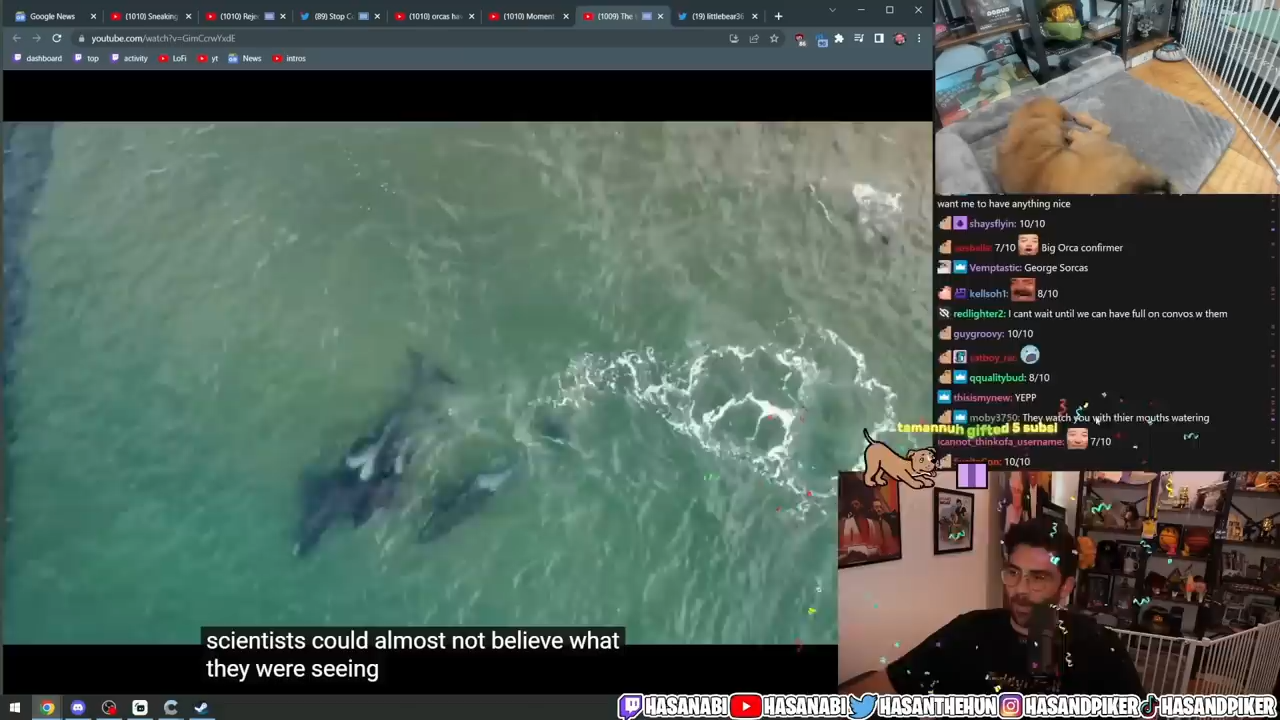 Google News
(1010) Sneaking
(1010) Reje
(89) Stop C
(1010) orcas ha
(1010) Moment
(1009) The
(19) littlebear36
youtube.com/watch?v=GimCcrwYxdE
dashboard
top
activity
LoFi
yt
News
intros
want me to have anything nice
shaysflyin: 10/10
7/10 Big Orca confirmer
Vemptastic: George Sorcas
kellsoh1: 8/10
redlighter2: I cant wait until we can have full on convos w them
guygroovy: 10/10
qqualitybud: 8/10
thisismynew: YEPP
moby3750: They watch you with thier mouths watering
tamannuh gifted 5 subs!
icannot_thinkofa_username: 7/10
10/10
scientists could almost not believe what
they were seeing
HASANABI
HASANABI
HASANTHEHUN
HASANDPIKER
HASANDPIKER